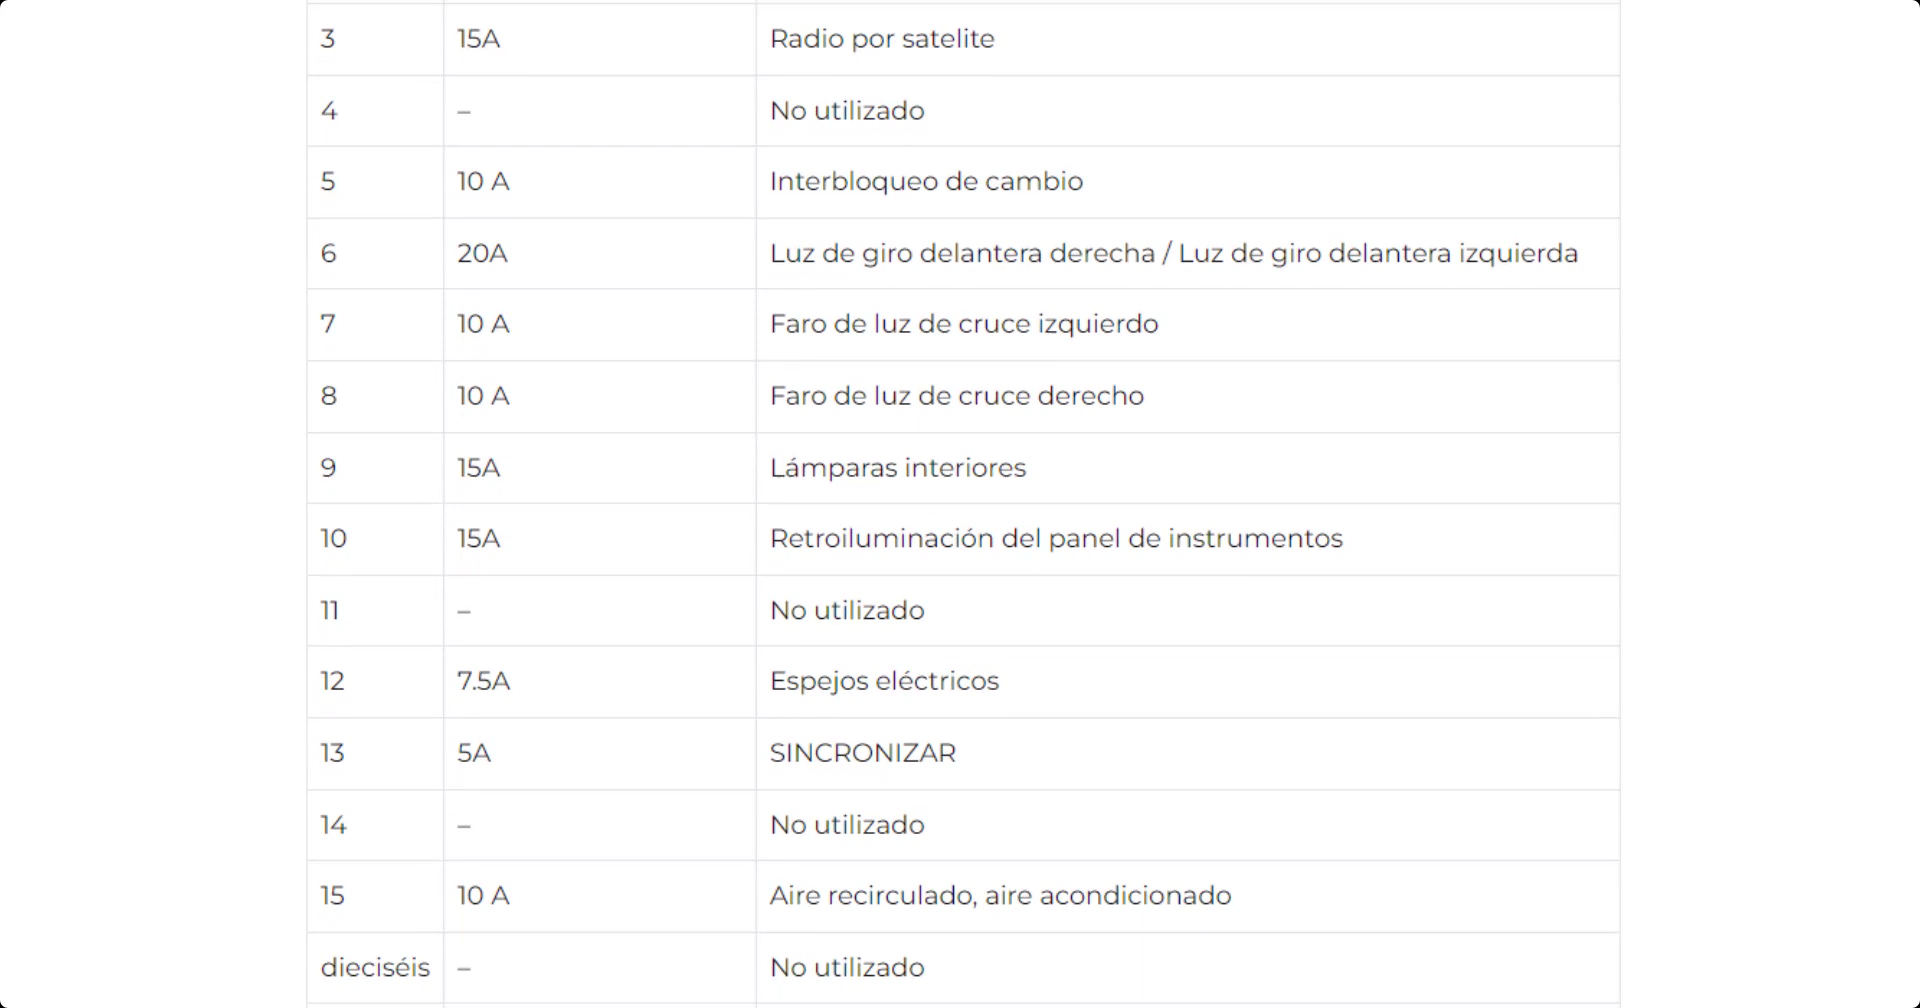 3 15A Radio por satelite
4 – No utilizado
5 10 A Interbloqueo de cambio
6 20A Luz de giro delantera derecha / Luz de giro delantera izquierda
7 10 A Faro de luz de cruce izquierdo
8 10 A Faro de luz de cruce derecho
9 15A Lámparas interiores
10 15A Retroiluminación del panel de instrumentos
11 – No utilizado
12 7.5A Espejos eléctricos
13 5A SINCRONIZAR
14 – No utilizado
15 10 A Aire recirculado, aire acondicionado
dieciséis – No utilizado